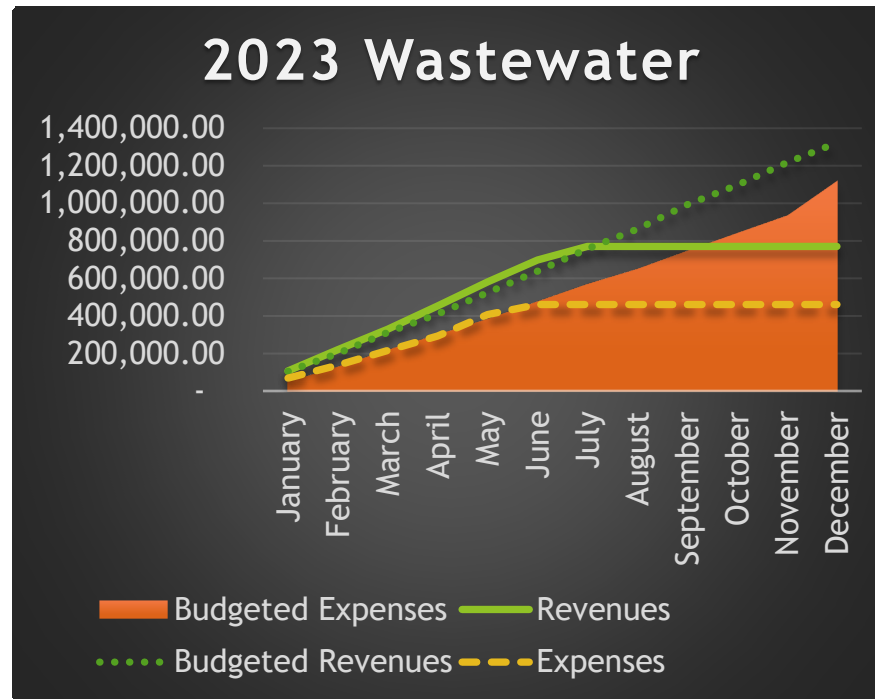 2023 Wastewater
1,400,000.00
1,200,000.00
1,000,000.00
800,000.00
600,000.00
400,000.00
200,000.00
-
January
February
March
April
May
June
July
August
September
October
November
December
Budgeted Expenses Revenues
Budgeted Revenues Expenses